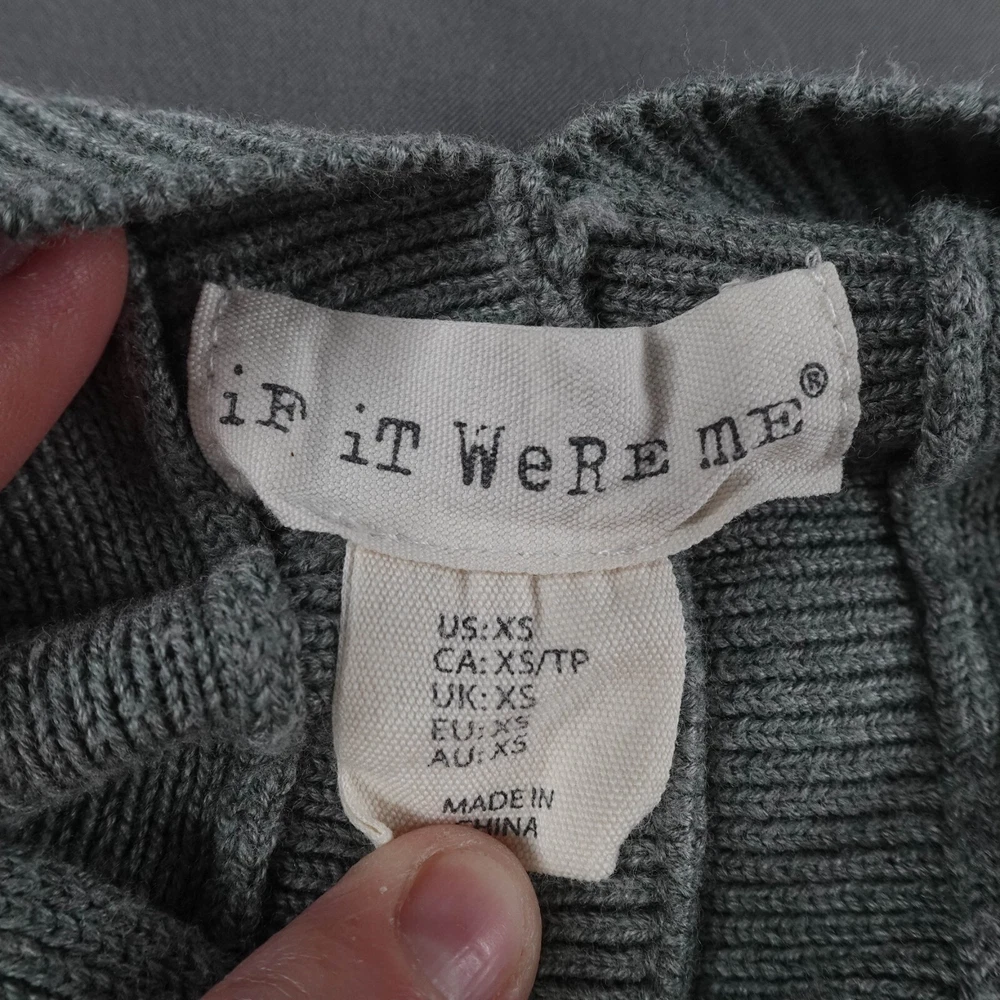 iF iT WeRE mE®
US: XS
CA: XS/TP
UK: XS
EU: XS
AU: XS
MADE IN
CHINA